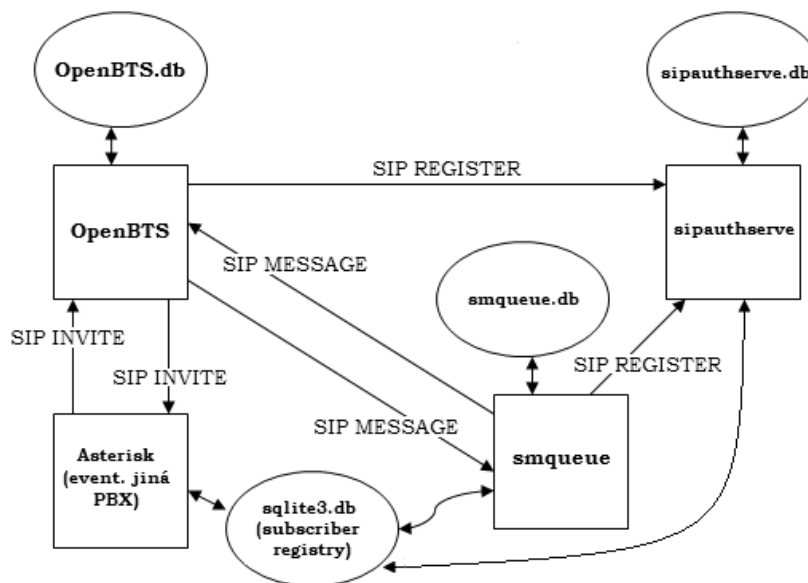 OpenBTS.db
sipauthserve.db
SIP REGISTER
OpenBTS
sipauthserve
SIP MESSAGE
smqueue.db
SIP INVITE
SIP REGISTER
SIP INVITE
SIP MESSAGE
Asterisk
(event. jiná
PBX)
smqueue
sqlite3.db
(subscriber
registry)